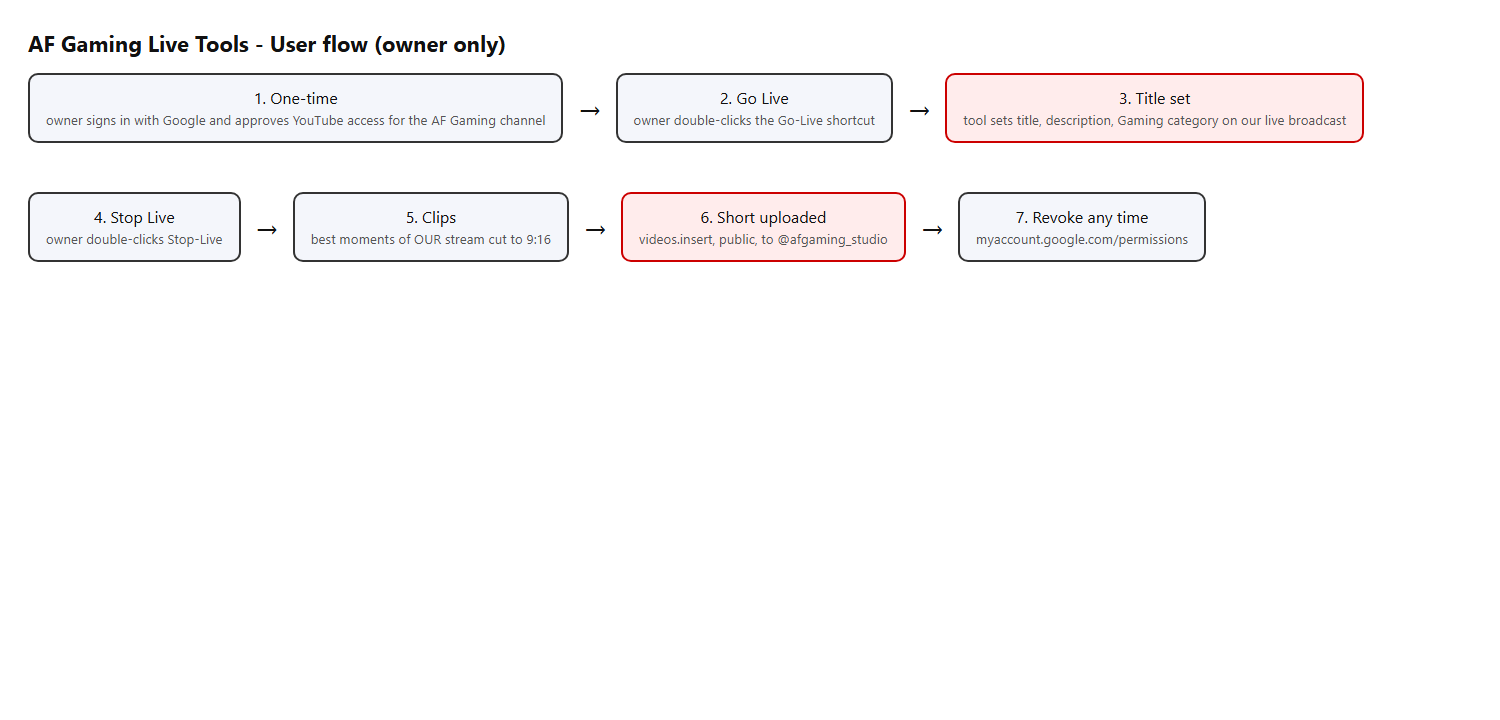 AF Gaming Live Tools - User flow (owner only)
1. One-time
owner signs in with Google and approves YouTube access for the AF Gaming channel
→
2. Go Live
owner double-clicks the Go-Live shortcut
→
3. Title set
tool sets title, description, Gaming category on our live broadcast
4. Stop Live
owner double-clicks Stop-Live
→
5. Clips
best moments of OUR stream cut to 9:16
→
6. Short uploaded
videos.insert, public, to @afgaming_studio
→
7. Revoke any time
myaccount.google.com/permissions